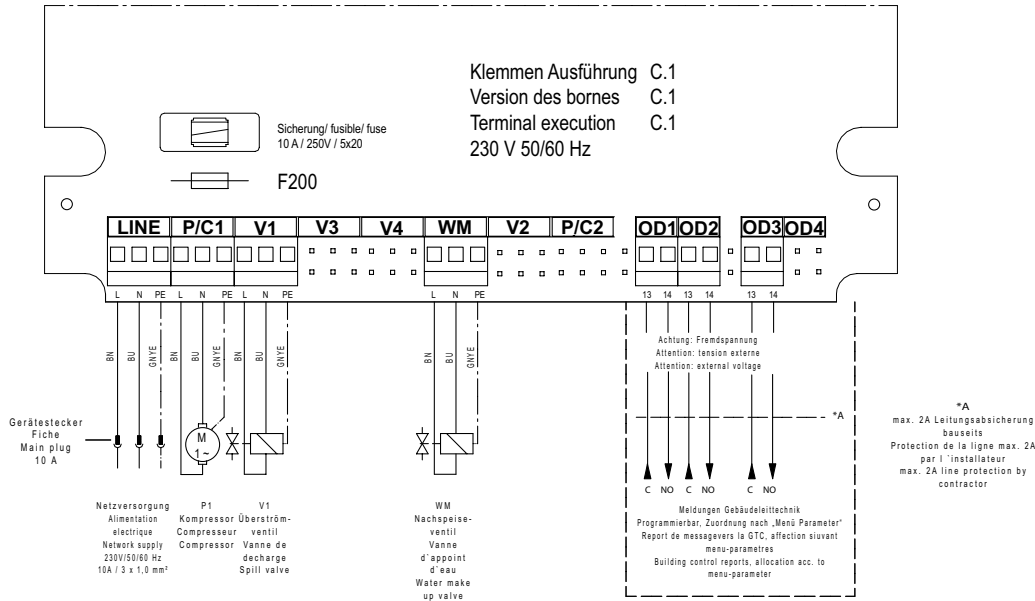 Klemmen Ausführung C.1
Version des bornes C.1
Terminal execution C.1
230 V 50/60 Hz
Sicherung/ fusible/ fuse
10 A / 250V / 5x20
F200
LINE P/C1 V1 V3 V4 WM V2 P/C2 OD1 OD2 OD3 OD4
L N PE L N PE L N PE L N PE 13 14 13 14 13 14
BN BU GNYE BN BU GNYE BN BU GNYE BN BU GNYE
Achtung: Fremdspannung
Attention: tension externe
Attention: external voltage
*A
Gerätestecker
Fiche
Main plug
10 A
M
1 ~
C NO C NO C NO
Netzversorgung
Alimentation
electrique
Network supply
230V/50/60 Hz
10A / 3 x 1,0 mm²
P1
Kompressor
Compresseur
Compressor
V1
Überström-
ventil
Vanne de
decharge
Spill valve
WM
Nachspeise-
ventil
Vanne
d`appoint
d`eau
Water make
up valve
Meldungen Gebäudeleittechnik
Programmierbar, Zuordnung nach „Menü Parameter"
Report de messagevers la GTC, affection siuvant
menu-parametres
Building control reports, allocation acc. to
menu-parameter
*A
max. 2A Leitungsabsicherung
bauseits
Protection de la ligne max. 2A
par l `installateur
max. 2A line protection by
contractor